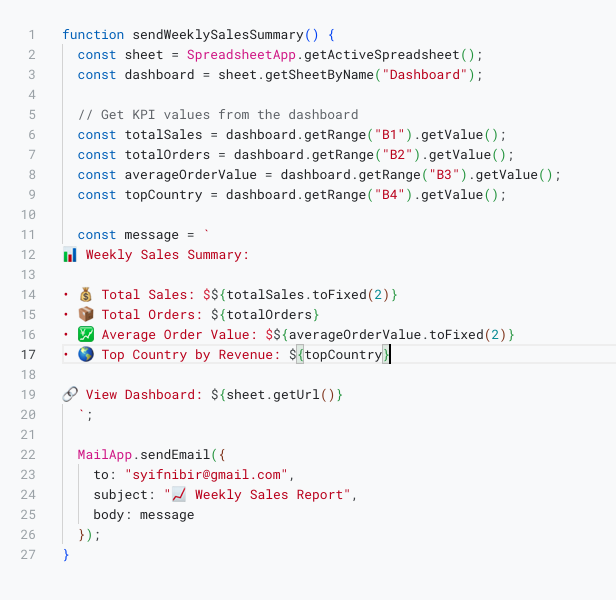 1 function sendWeeklySalesSummary() {
2   const sheet = SpreadsheetApp.getActiveSpreadsheet();
3   const dashboard = sheet.getSheetByName("Dashboard");
4
5   // Get KPI values from the dashboard
6   const totalSales = dashboard.getRange("B1").getValue();
7   const totalOrders = dashboard.getRange("B2").getValue();
8   const averageOrderValue = dashboard.getRange("B3").getValue();
9   const topCountry = dashboard.getRange("B4").getValue();
10
11   const message = `
12 📊 Weekly Sales Summary:
13
14 • 💰 Total Sales: $${totalSales.toFixed(2)}
15 • 📦 Total Orders: ${totalOrders}
16 • 💹 Average Order Value: $${averageOrderValue.toFixed(2)}
17 • 🌎 Top Country by Revenue: ${topCountry}
18
19 🔗 View Dashboard: ${sheet.getUrl()}
20   `;
21
22   MailApp.sendEmail({
23     to: "syifnibir@gmail.com",
24     subject: "📈 Weekly Sales Report",
25     body: message
26   });
27 }